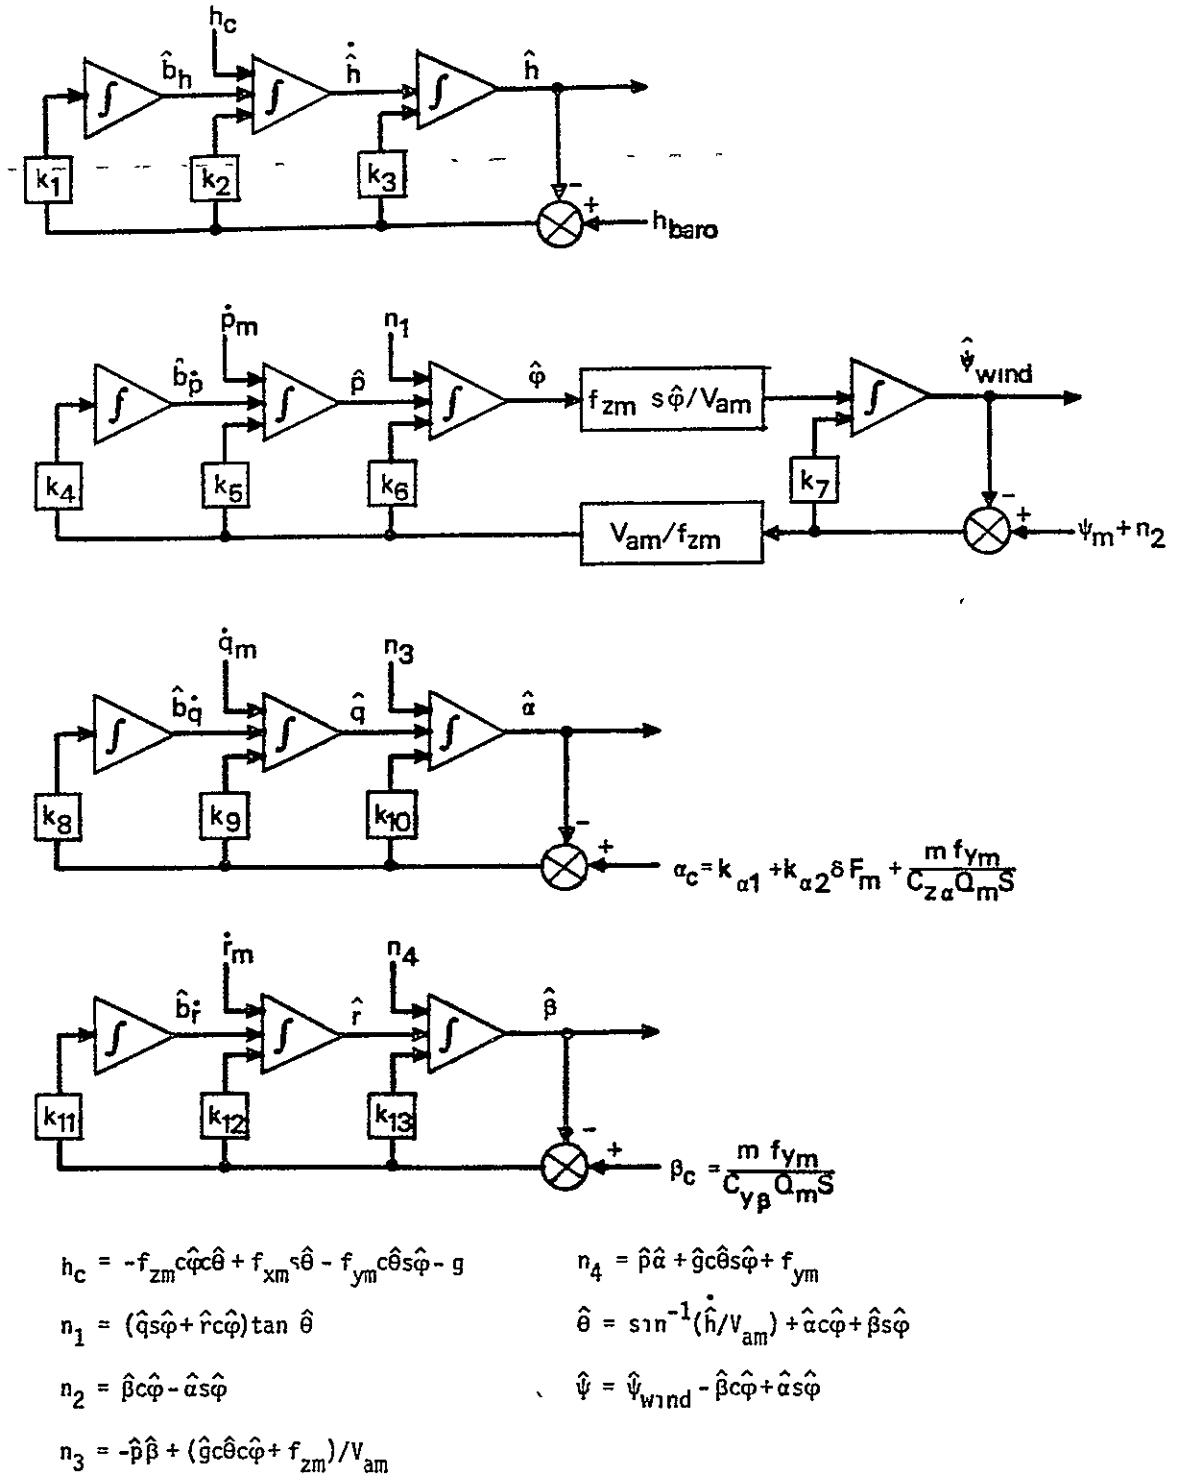 h_c
b̂_h
ḣ̂
ĥ
∫ ∫ ∫
k_1 k_2 k_3
-
+
h_baro
ṗ_m n_1
b̂_ṗ p̂ φ̂ f_zm sφ̂/V_am ψ̂_wind
∫ ∫ ∫ ∫
k_4 k_5 k_6 k_7
-
+
V_am/f_zm
ψ_m + n_2
q̇_m n_3
b̂_q̇ q̂ α̂
∫ ∫ ∫
k_8 k_9 k_10
-
+
α_c = k_α1 + k_α2 δF_m + m f_ym / C_zα Q_m S
ṙ_m n_4
b̂_ṙ r̂ β̂
∫ ∫ ∫
k_11 k_12 k_13
-
+
β_c = m f_ym / C_yβ Q_m S
h_c = -f_zm cφ̂cθ̂ + f_xm sθ̂ - f_ym cθ̂sφ̂ - g
n_1 = (q̂sφ̂ + r̂cφ̂)tan θ̂
n_2 = β̂cφ̂ - α̂sφ̂
n_3 = -p̂β̂ + (ĝcθ̂cφ̂ + f_zm)/V_am
n_4 = p̂α̂ + ĝcθ̂sφ̂ + f_ym
θ̂ = sin⁻¹(ḣ̂/V_am) + α̂cφ̂ + β̂sφ̂
ψ̂ = ψ̂_wind - β̂cφ̂ + α̂sφ̂